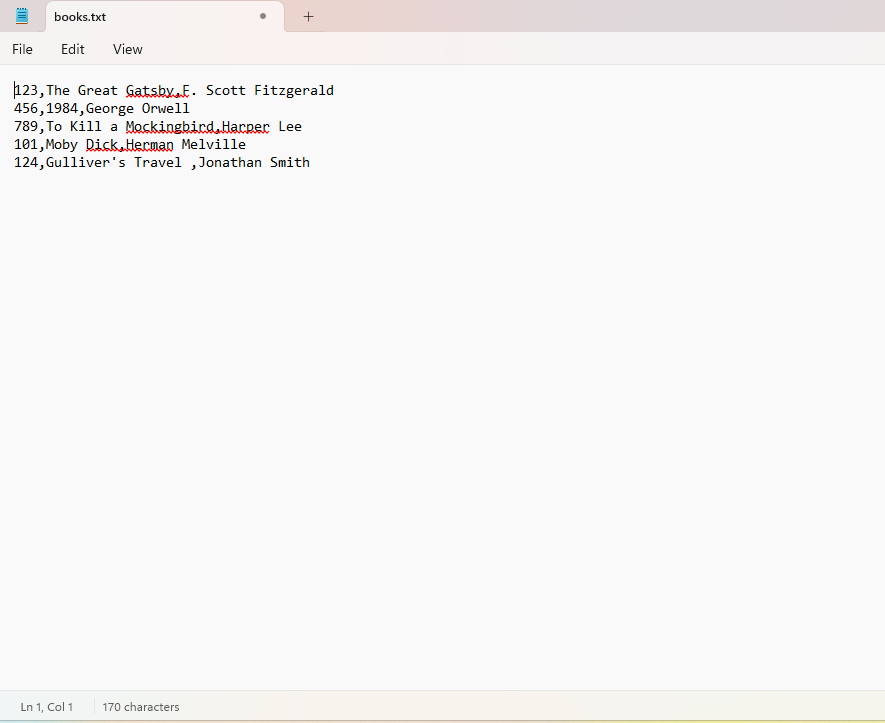 books.txt
File Edit View
123,The Great Gatsby,F. Scott Fitzgerald
456,1984,George Orwell
789,To Kill a Mockingbird,Harper Lee
101,Moby Dick,Herman Melville
124,Gulliver's Travel ,Jonathan Smith
Ln 1, Col 1 170 characters